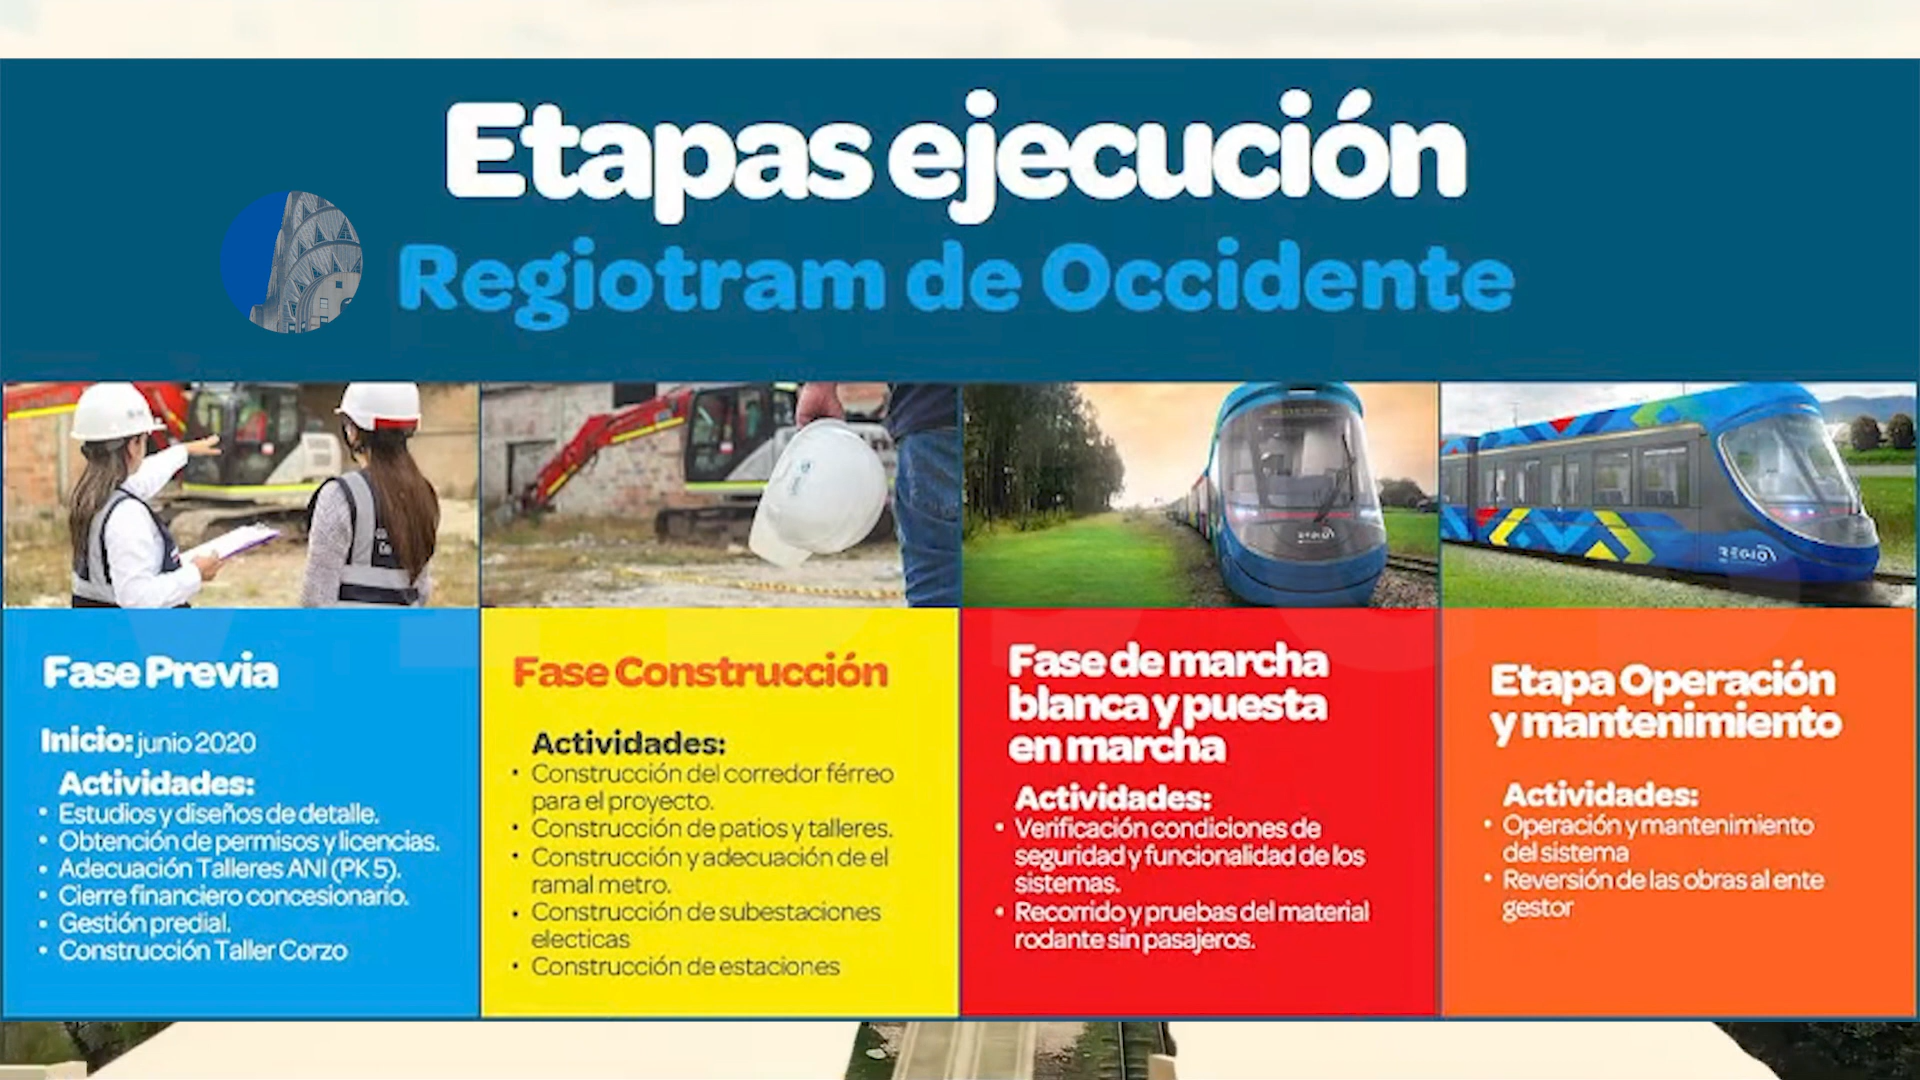 Etapas ejecución
Regiotram de Occidente
Fase Previa
Inicio: junio 2020
Actividades:
• Estudios y diseños de detalle.
• Obtención de permisos y licencias.
• Adecuación Talleres ANI (PK 5).
• Cierre financiero concesionario.
• Gestión predial.
• Construcción Taller Corzo
Fase Construcción
Actividades:
• Construcción del corredor férreo
para el proyecto.
• Construcción de patios y talleres.
• Construcción y adecuación de el
ramal metro.
• Construcción de subestaciones
electicas
• Construcción de estaciones
Fase de marcha
blanca y puesta
en marcha
Actividades:
• Verificación condiciones de
seguridad y funcionalidad de los
sistemas.
• Recorrido y pruebas del material
rodante sin pasajeros.
Etapa Operación
y mantenimiento
Actividades:
• Operación y mantenimiento
del sistema
• Reversión de las obras al ente
gestor
REGIO